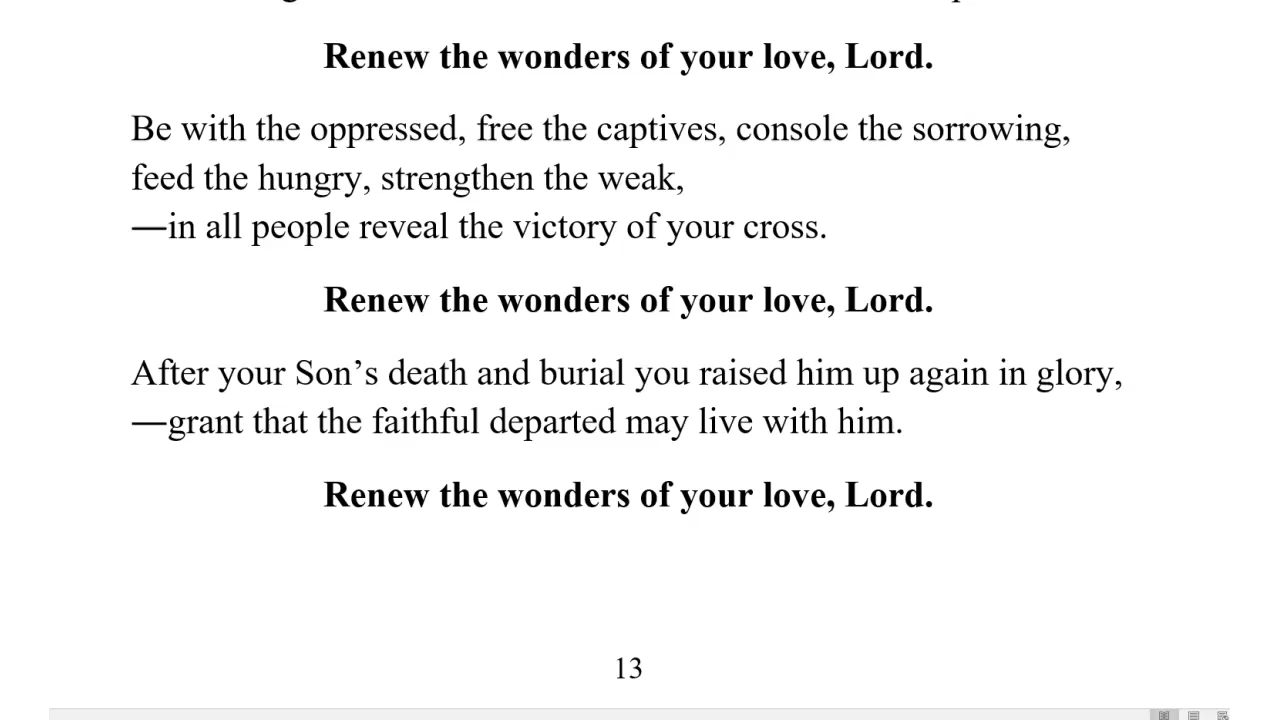 Renew the wonders of your love, Lord.
Be with the oppressed, free the captives, console the sorrowing,
feed the hungry, strengthen the weak,
—in all people reveal the victory of your cross.
Renew the wonders of your love, Lord.
After your Son’s death and burial you raised him up again in glory,
—grant that the faithful departed may live with him.
Renew the wonders of your love, Lord.
13